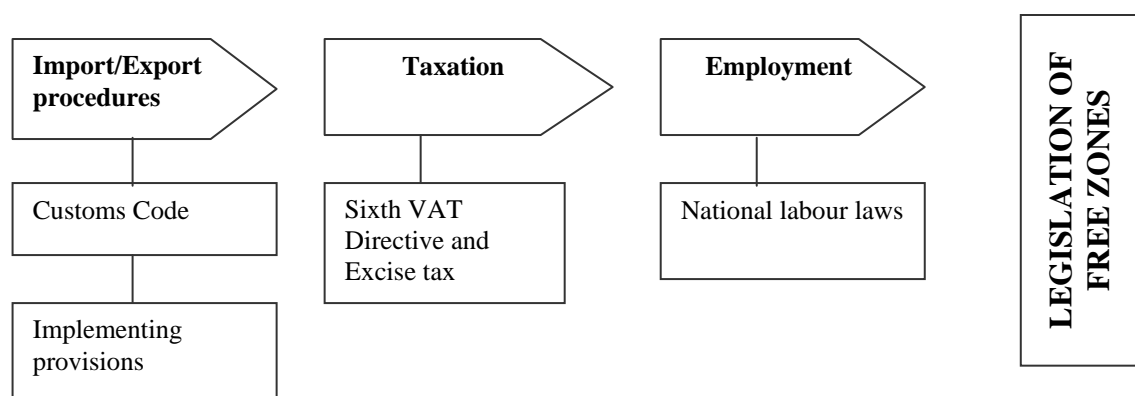 Import/Export
procedures
Customs Code
Implementing
provisions
Taxation
Sixth VAT
Directive and
Excise tax
Employment
National labour laws
LEGISLATION OF
FREE ZONES